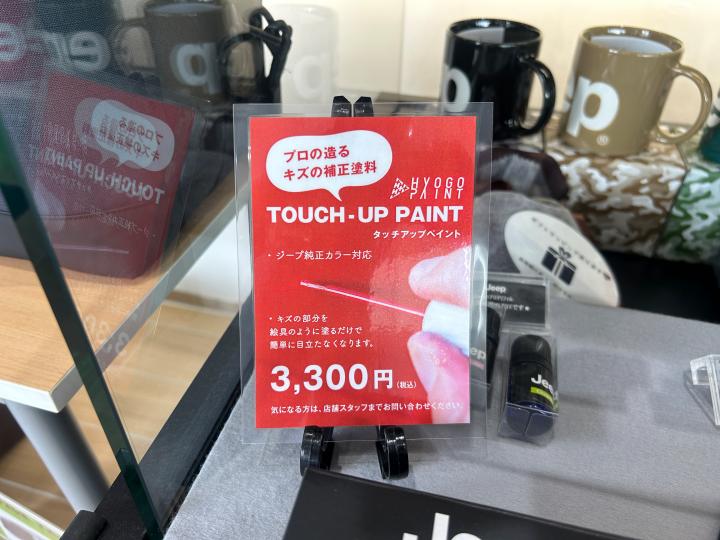 プロの造る
キズの補正塗料
HYOGO
PAINT
TOUCH-UP PAINT
タッチアップペイント
・ジープ純正カラー対応
・キズの部分を
絵具のように塗るだけで
簡単に目立たなくなります。
3,300円(税込)
気になる方は、店舗スタッフまでお問い合わせください。
Jeep
Jeep